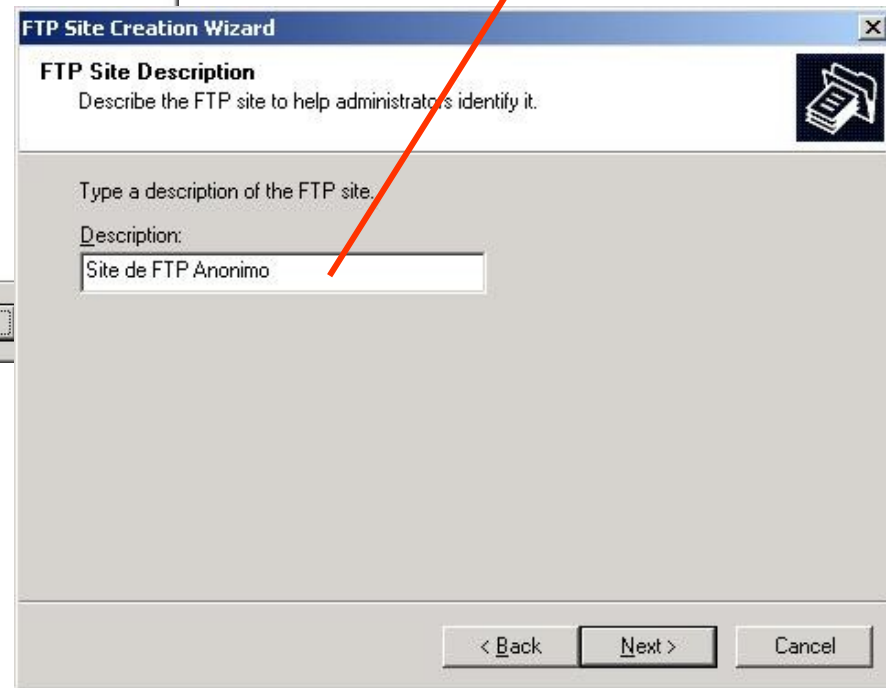 FTP Site Creation Wizard
FTP Site Description
Describe the FTP site to help administrators identify it.
Type a description of the FTP site.
Description:
Site de FTP Anonimo
< Back
Next >
Cancel